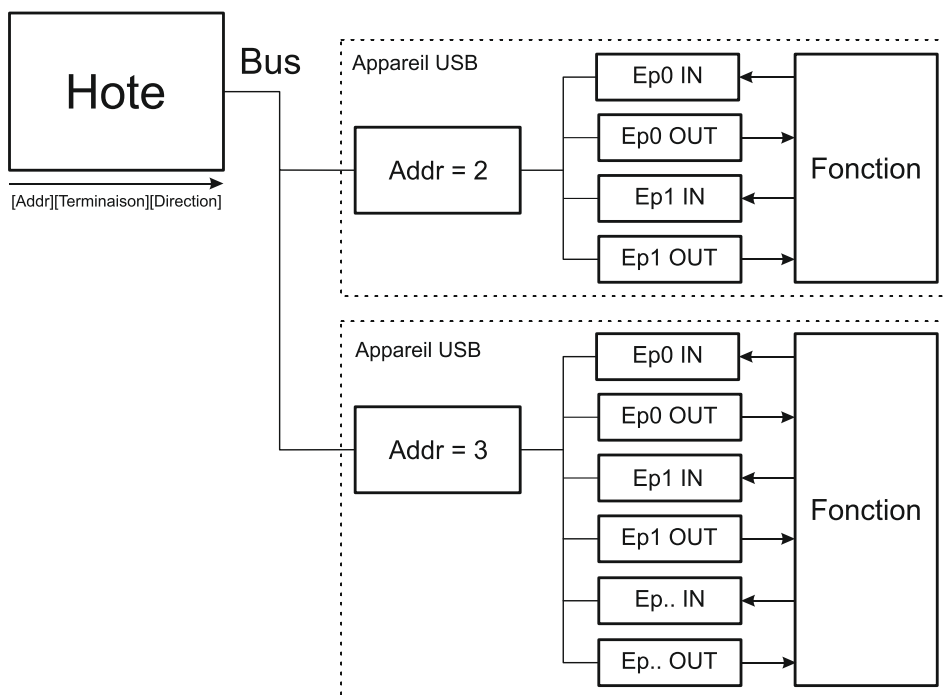 Hote
Bus
[Addr][Terminaison][Direction]
Appareil USB
Addr = 2
Ep0 IN
Ep0 OUT
Ep1 IN
Ep1 OUT
Fonction
Appareil USB
Addr = 3
Ep0 IN
Ep0 OUT
Ep1 IN
Ep1 OUT
Ep.. IN
Ep.. OUT
Fonction